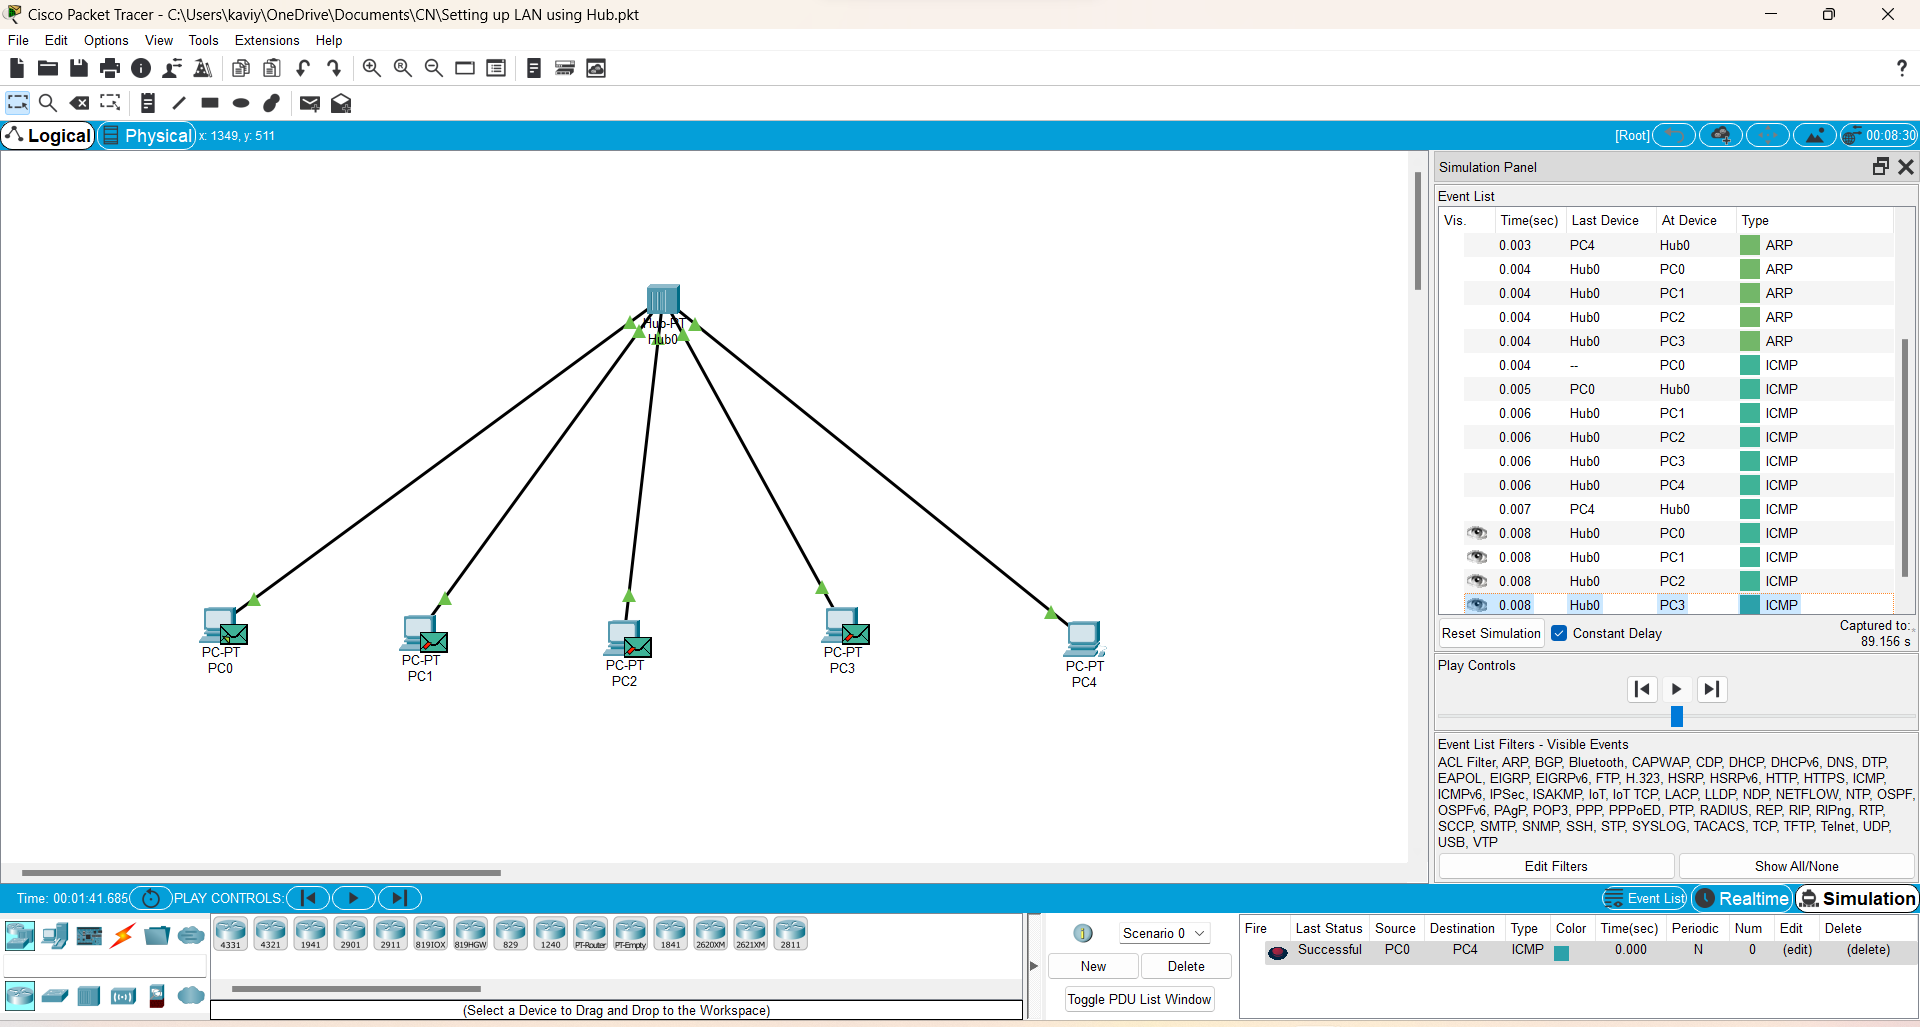 Cisco Packet Tracer - C:\Users\kaviy\OneDrive\Documents\CN\Setting up LAN using Hub.pkt
File Edit Options View Tools Extensions Help
?
Logical Physical x: 1349, y: 511 [Root] 00:08:30
Simulation Panel
Event List
Vis. Time(sec) Last Device At Device Type
0.003 PC4 Hub0 ARP
0.004 Hub0 PC0 ARP
0.004 Hub0 PC1 ARP
0.004 Hub0 PC2 ARP
0.004 Hub0 PC3 ARP
0.004 -- PC0 ICMP
0.005 PC0 Hub0 ICMP
0.006 Hub0 PC1 ICMP
0.006 Hub0 PC2 ICMP
0.006 Hub0 PC3 ICMP
0.006 Hub0 PC4 ICMP
0.007 PC4 Hub0 ICMP
0.008 Hub0 PC0 ICMP
0.008 Hub0 PC1 ICMP
0.008 Hub0 PC2 ICMP
0.008 Hub0 PC3 ICMP
Hub-PT
Hub0
PC-PT
PC0
PC-PT
PC1
PC-PT
PC2
PC-PT
PC3
PC-PT
PC4
Reset Simulation Constant Delay Captured to:
89.156 s
Play Controls
Event List Filters - Visible Events
ACL Filter, ARP, BGP, Bluetooth, CAPWAP, CDP, DHCP, DHCPv6, DNS, DTP,
EAPOL, EIGRP, EIGRPv6, FTP, H.323, HSRP, HSRPv6, HTTP, HTTPS, ICMP,
ICMPv6, IPSec, ISAKMP, IoT, IoT TCP, LACP, LLDP, NDP, NETFLOW, NTP, OSPF,
OSPFv6, PAgP, POP3, PPP, PPPoED, PTP, RADIUS, REP, RIP, RIPng, RTP,
SCCP, SMTP, SNMP, SSH, STP, SYSLOG, TACACS, TCP, TFTP, Telnet, UDP,
USB, VTP
Edit Filters Show All/None
Time: 00:01:41.685 PLAY CONTROLS: Event List Realtime Simulation
4331 4321 1941 2901 2911 819IOX 819HGW 829 1240 PT-Router PT-Empty 1841 2620XM 2621XM 2811
(Select a Device to Drag and Drop to the Workspace)
1 Scenario 0
New Delete
Toggle PDU List Window
Fire Last Status Source Destination Type Color Time(sec) Periodic Num Edit Delete
Successful PC0 PC4 ICMP 0.000 N 0 (edit) (delete)